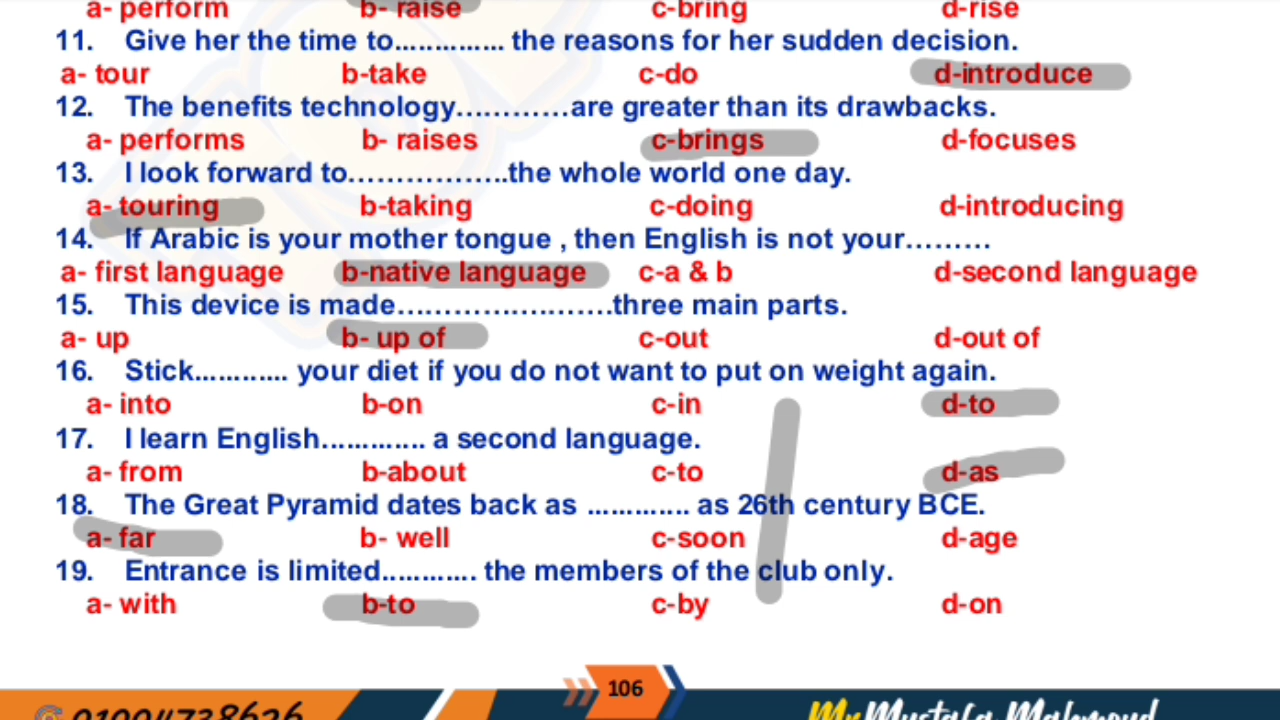 a- perform b- raise c-bring d-rise
11. Give her the time to.............. the reasons for her sudden decision.
a- tour b-take c-do d-introduce
12. The benefits technology............are greater than its drawbacks.
a- performs b- raises c-brings d-focuses
13. I look forward to..................the whole world one day.
a- touring b-taking c-doing d-introducing
14. If Arabic is your mother tongue , then English is not your.........
a- first language b-native language c-a & b d-second language
15. This device is made.......................three main parts.
a- up b- up of c-out d-out of
16. Stick............ your diet if you do not want to put on weight again.
a- into b-on c-in d-to
17. I learn English............. a second language.
a- from b-about c-to d-as
18. The Great Pyramid dates back as ............. as 26th century BCE.
a- far b- well c-soon d-age
19. Entrance is limited............ the members of the club only.
a- with b-to c-by d-on
106
01004738626 Mr Mustafa Mahmoud